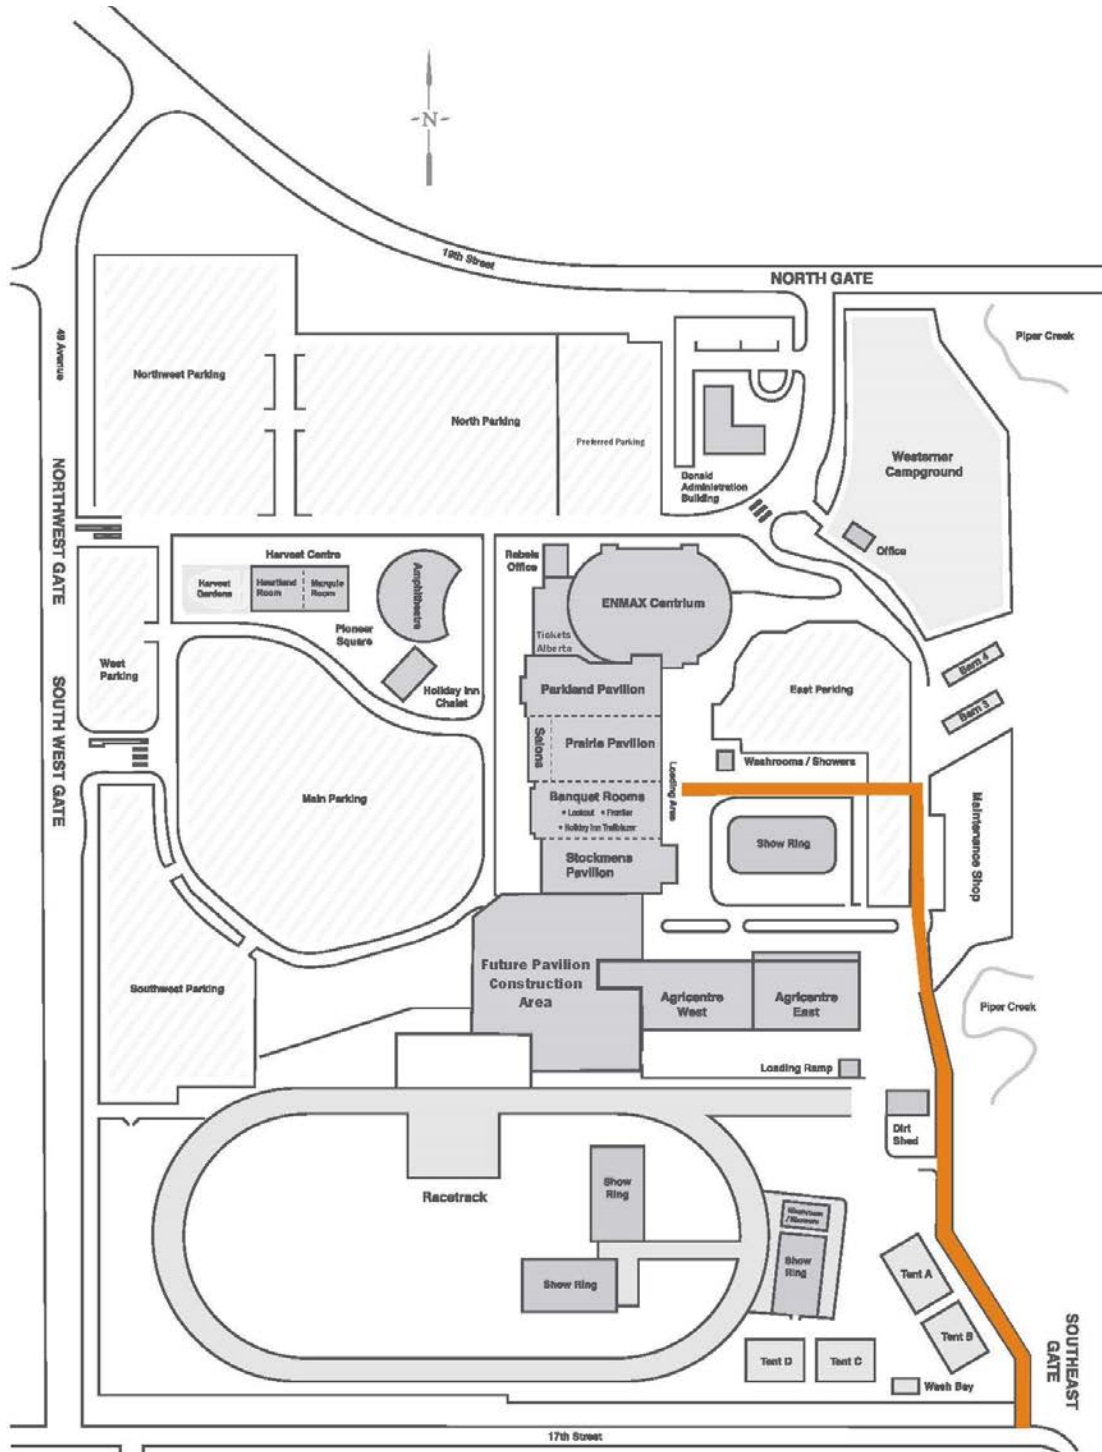 N
19th Street
NORTH GATE
Piper Creek
49 Avenue
Northwest Parking
North Parking
Preferred Parking
Donald
Administration
Building
Westerner
Campground
Office
NORTHWEST GATE
Harvest Centre
Harvest
Gardens
Heartland
Room
Marquis
Room
Amphitheatre
Pioneer
Square
Holiday Inn
Chalet
Rebels
Office
ENMAX Centrium
Tickets
Alberta
Parkland Pavilion
West
Parking
SOUTH WEST GATE
East Parking
Barn 4
Barn 3
Salons
Prairie Pavilion
Loading Area
Washrooms / Showers
Banquet Rooms
• Lookout • Frontier
• Holiday Inn Trailblazer
Main Parking
Stockmens
Pavilion
Show Ring
Maintenance Shop
Southwest Parking
Future Pavilion
Construction
Area
Agricentre
West
Agricentre
East
Piper Creek
Loading Ramp
Dirt
Shed
Racetrack
Show
Ring
Show Ring
Washroom
/ Showers
Show
Ring
Tent A
Tent B
Tent D
Tent C
Wash Bay
SOUTHEAST
GATE
17th Street